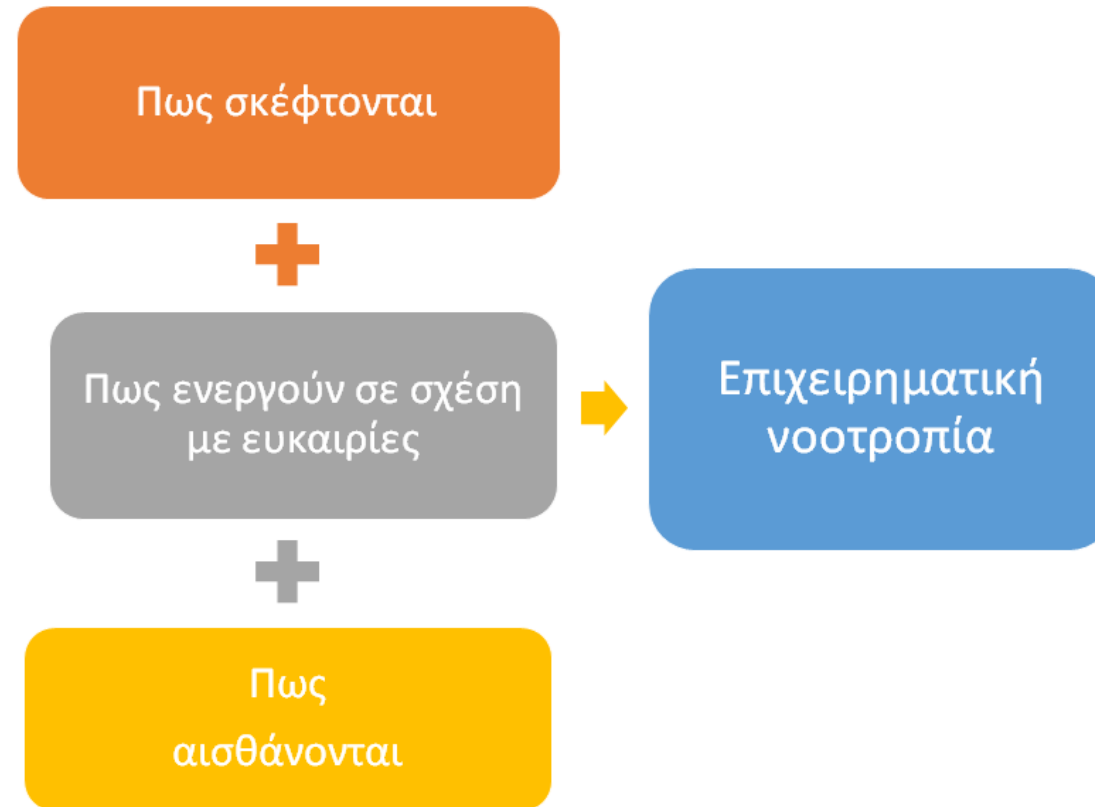 Πως σκέφτονται
Πως ενεργούν σε σχέση
με ευκαιρίες
Επιχειρηματική
νοοτροπία
Πως
αισθάνονται